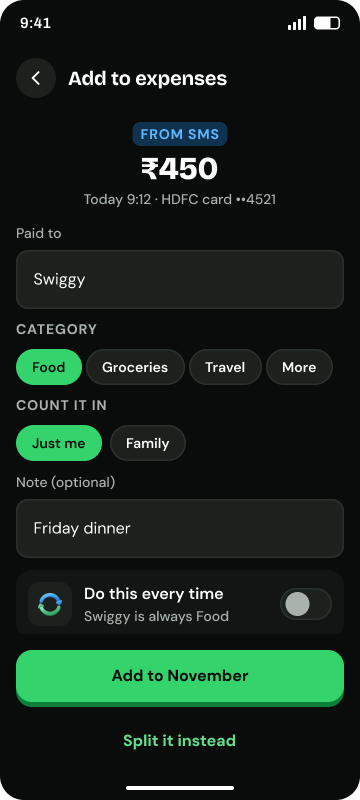 9:41
Add to expenses
FROM SMS
₹450
Today 9:12 · HDFC card ••4521
Paid to
Swiggy
CATEGORY
Food Groceries Travel More
COUNT IT IN
Just me Family
Note (optional)
Friday dinner
Do this every time
Swiggy is always Food
Add to November
Split it instead